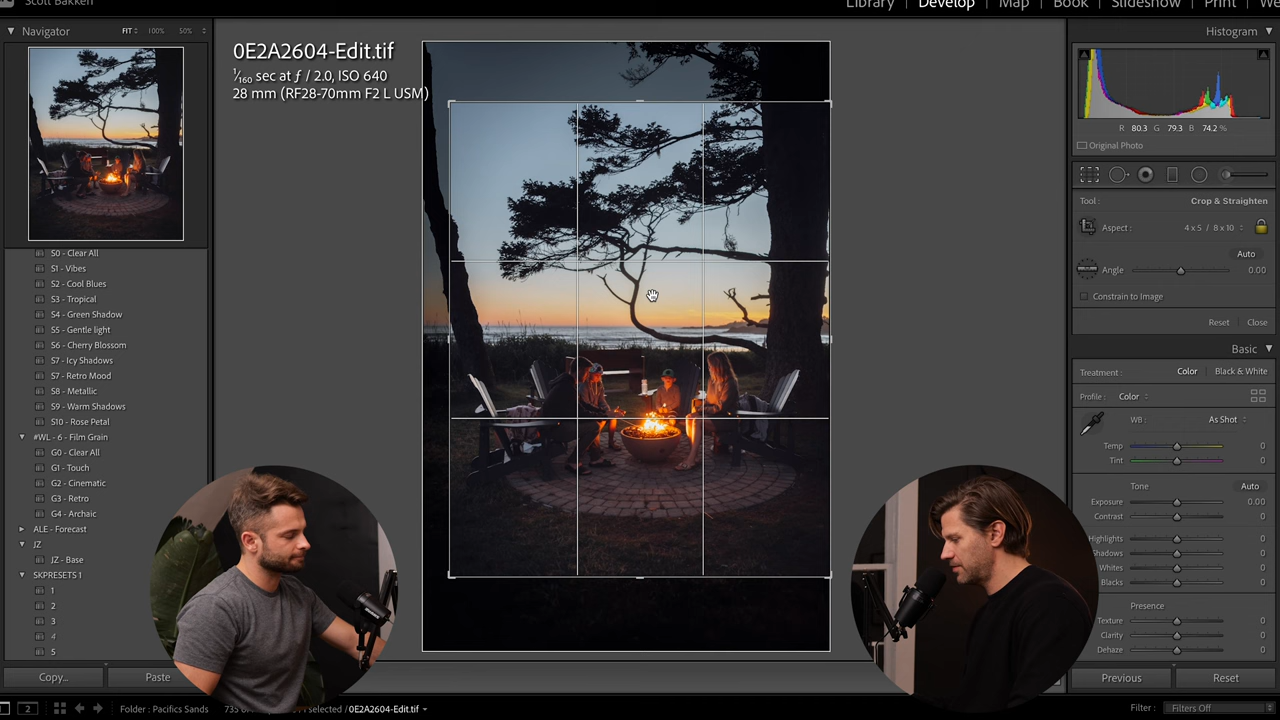 Scott Bakken
Library | Develop | Map | Book | Slideshow | Print |
Navigator FIT 100% 50%
Histogram
0E2A2604-Edit.tif
1/160 sec at ƒ / 2.0, ISO 640
28 mm (RF28-70mm F2 L USM)
R 80.3 G 79.3 B 74.2 %
Original Photo
Tool : Crop & Straighten
Aspect : 4 x 5 / 8 x 10
Auto
Angle 0.00
Constrain to Image
Reset Close
Basic
Treatment : Color Black & White
Profile : Color
WB : As Shot
Temp 0
Tint 0
Tone Auto
Exposure 0.00
Contrast 0
Highlights 0
Shadows 0
Whites 0
Blacks 0
Presence
Texture 0
Clarity 0
Dehaze 0
Previous Reset
S0 - Clear All
S1 - Vibes
S2 - Cool Blues
S3 - Tropical
S4 - Green Shadow
S5 - Gentle light
S6 - Cherry Blossom
S7 - Icy Shadows
S7 - Retro Mood
S8 - Metallic
S9 - Warm Shadows
S10 - Rose Petal
#WL - 6 - Film Grain
G0 - Clear All
G1 - Touch
G2 - Cinematic
G3 - Retro
G4 - Archaic
ALE - Forecast
JZ
JZ - Base
SKPRESETS 1
1
2
3
4
5
Copy... Paste
2 Folder : Pacifics Sands 735 selected / 0E2A2604-Edit.tif
Filter : Filters Off